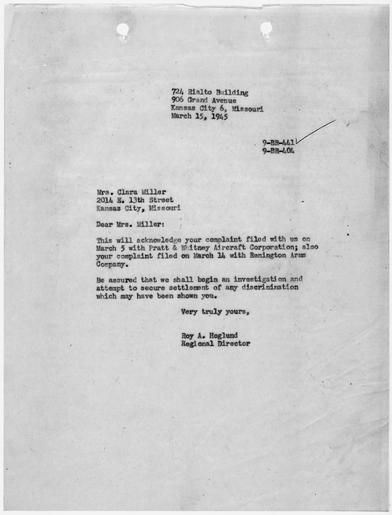 724 Rialto Building
906 Grand Avenue
Kansas City 6, Missouri
March 15, 1945
9-BR-441
9-BR-404
Mrs. Clara Miller
2014 E. 13th Street
Kansas City, Missouri
Dear Mrs. Miller:
This will acknowledge your complaint filed with us on
March 5 with Pratt & Whitney Aircraft Corporation; also
your complaint filed on March 14 with Remington Arms
Company.
Be assured that we shall begin an investigation and
attempt to secure settlement of any discrimination
which may have been shown you.
Very truly yours,
Roy A. Hoglund
Regional Director